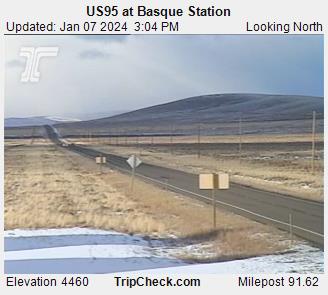 US95 at Basque Station
Updated: Jan 07 2024 3:04 PM Looking North
Elevation 4460 TripCheck.com Milepost 91.62